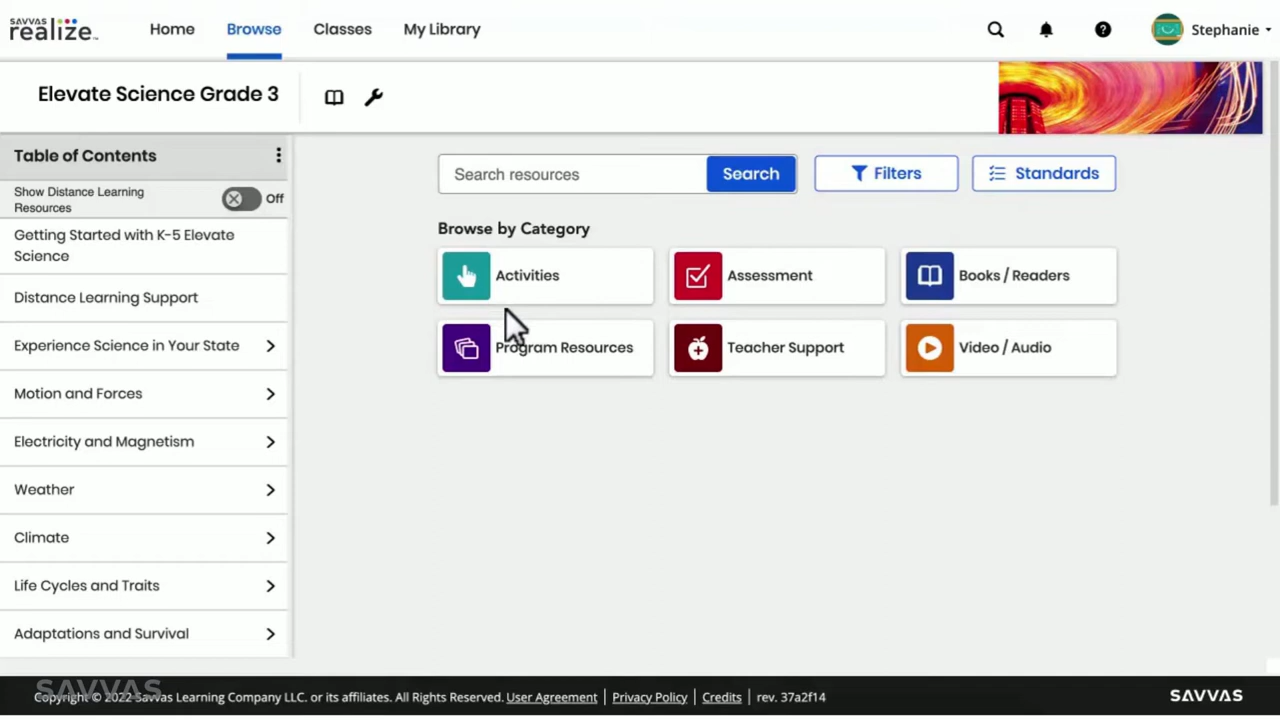 SAVVAS
realize™
Home
Browse
Classes
My Library
Stephanie
Elevate Science Grade 3
Table of Contents
Show Distance Learning
Resources
Off
Getting Started with K-5 Elevate
Science
Distance Learning Support
Experience Science in Your State
Motion and Forces
Electricity and Magnetism
Weather
Climate
Life Cycles and Traits
Adaptations and Survival
Search resources
Search
Filters
Standards
Browse by Category
Activities
Assessment
Books / Readers
Program Resources
Teacher Support
Video / Audio
SAVVAS
Copyright © 2022 Savvas Learning Company LLC. or its affiliates. All Rights Reserved. User Agreement | Privacy Policy | Credits | rev. 37a2f14
SAVVAS